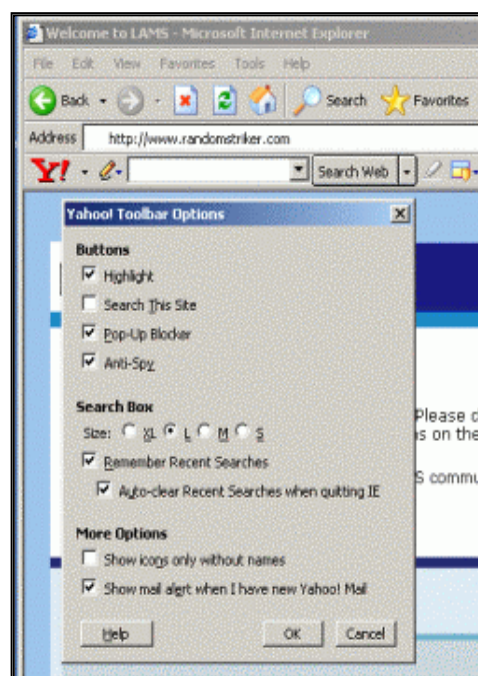 Welcome to LAMS - Microsoft Internet Explorer
File Edit View Favorites Tools Help
Back Search Favorites
Address http://www.randomstriker.com
Y! Search Web
Yahoo! Toolbar Options
Buttons
Highlight
Search This Site
Pop-Up Blocker
Anti-Spy
Search Box
Size: XL L M S
Remember Recent Searches
Auto-clear Recent Searches when quitting IE
More Options
Show icons only without names
Show mail alert when I have new Yahoo! Mail
Help OK Cancel
Please
s on the
S commu